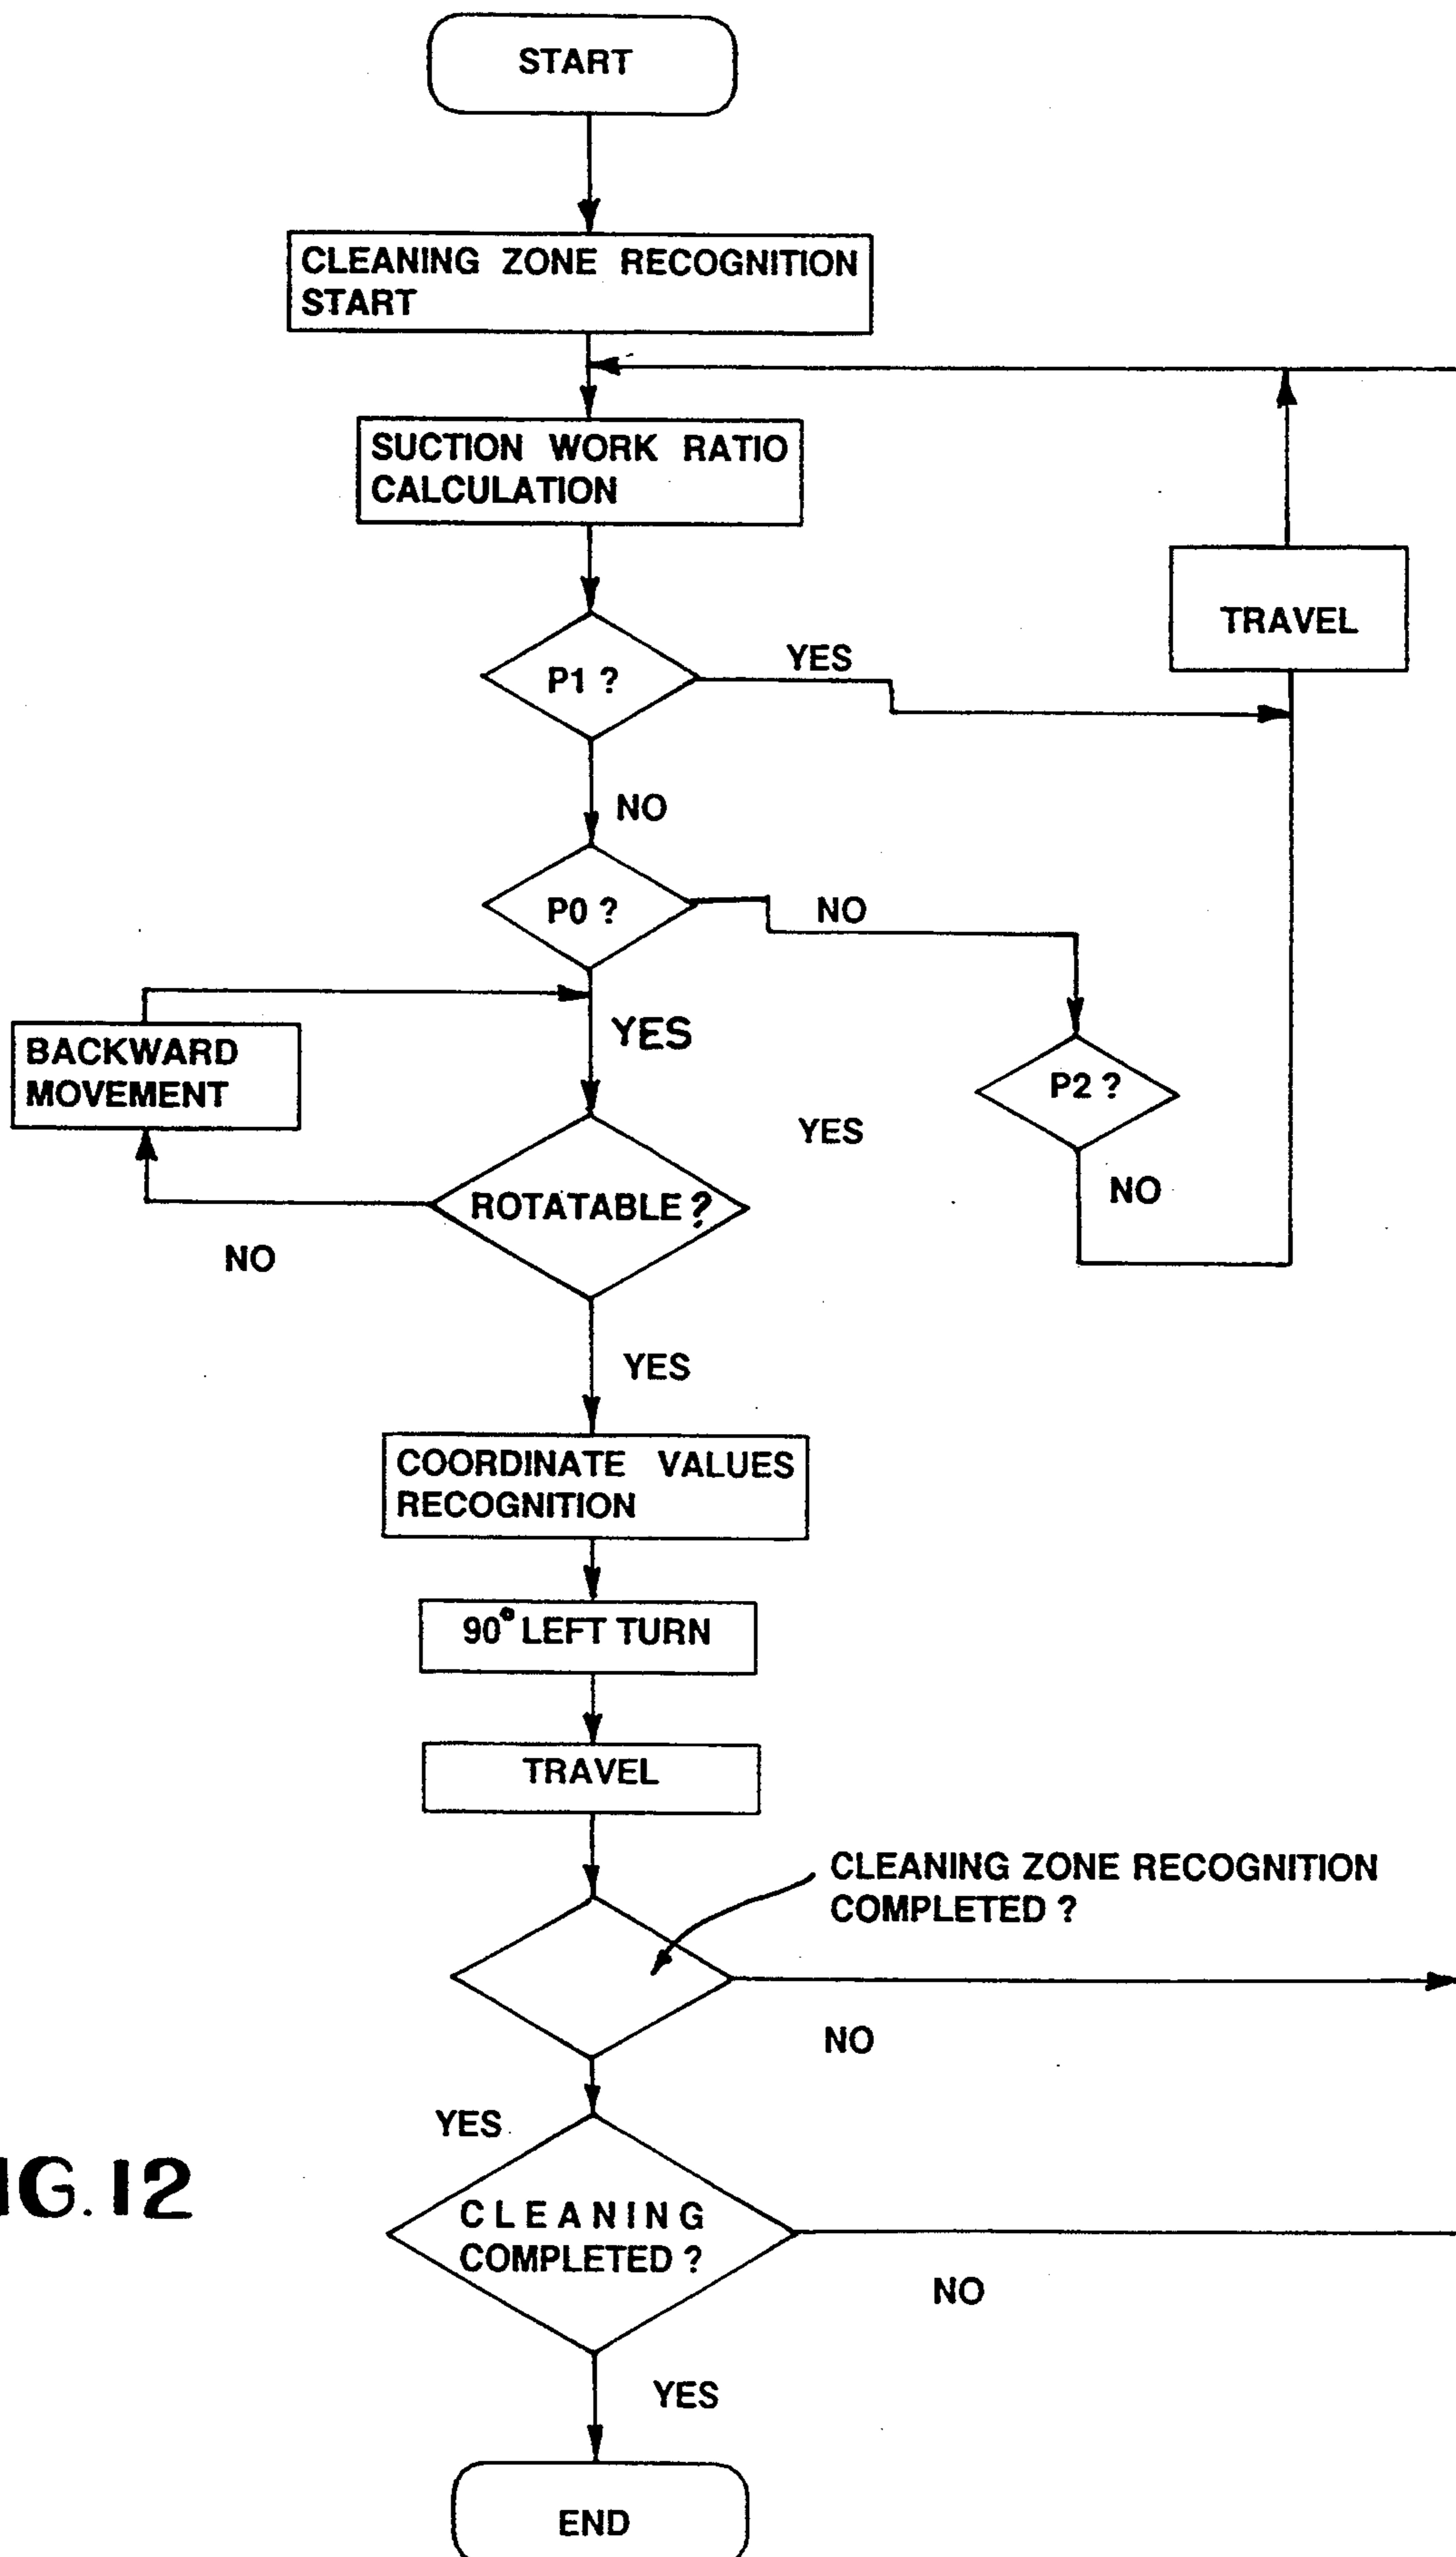 START
CLEANING ZONE RECOGNITION
START
SUCTION WORK RATIO
CALCULATION
TRAVEL
P1 ?
YES
NO
P0 ?
NO
YES
BACKWARD
MOVEMENT
P2 ?
YES
NO
ROTATABLE ?
NO
YES
COORDINATE VALUES
RECOGNITION
90° LEFT TURN
TRAVEL
CLEANING ZONE RECOGNITION
COMPLETED ?
NO
YES
IG. 12
CLEANING
COMPLETED ?
NO
YES
END